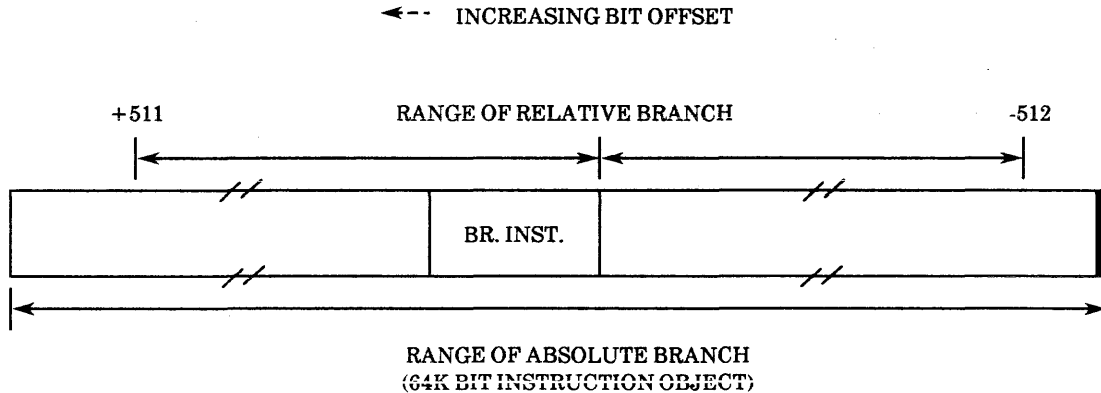 INCREASING BIT OFFSET
+511 RANGE OF RELATIVE BRANCH -512
BR. INST.
RANGE OF ABSOLUTE BRANCH
(64K BIT INSTRUCTION OBJECT)